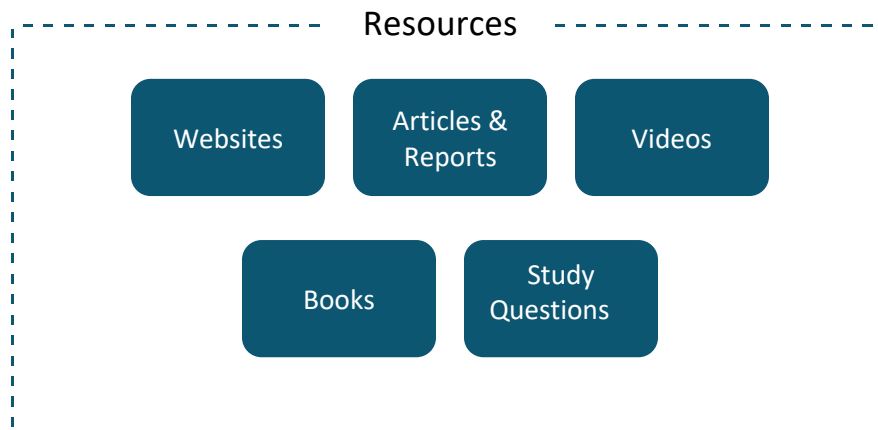 Resources
Websites
Articles &
Reports
Videos
Books
Study
Questions